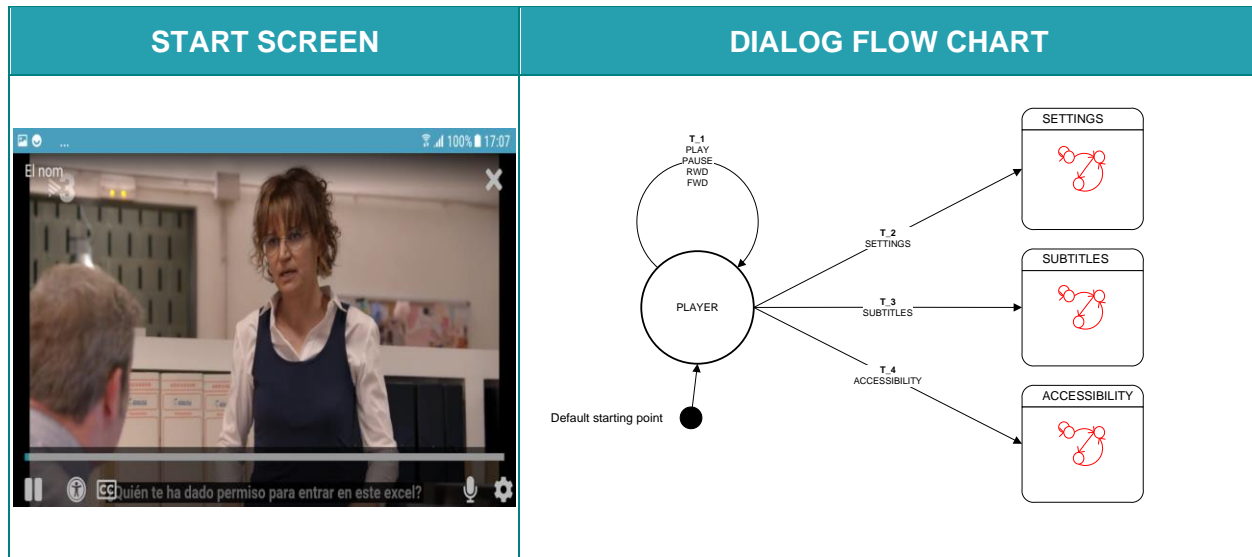 START SCREEN
DIALOG FLOW CHART
... 100% 17:07
El nom
3
CC
¿Quién te ha dado permiso para entrar en este excel?
T_1
PLAY
PAUSE
RWD
FWD
PLAYER
Default starting point
T_2
SETTINGS
T_3
SUBTITLES
T_4
ACCESSIBILITY
SETTINGS
SUBTITLES
ACCESSIBILITY